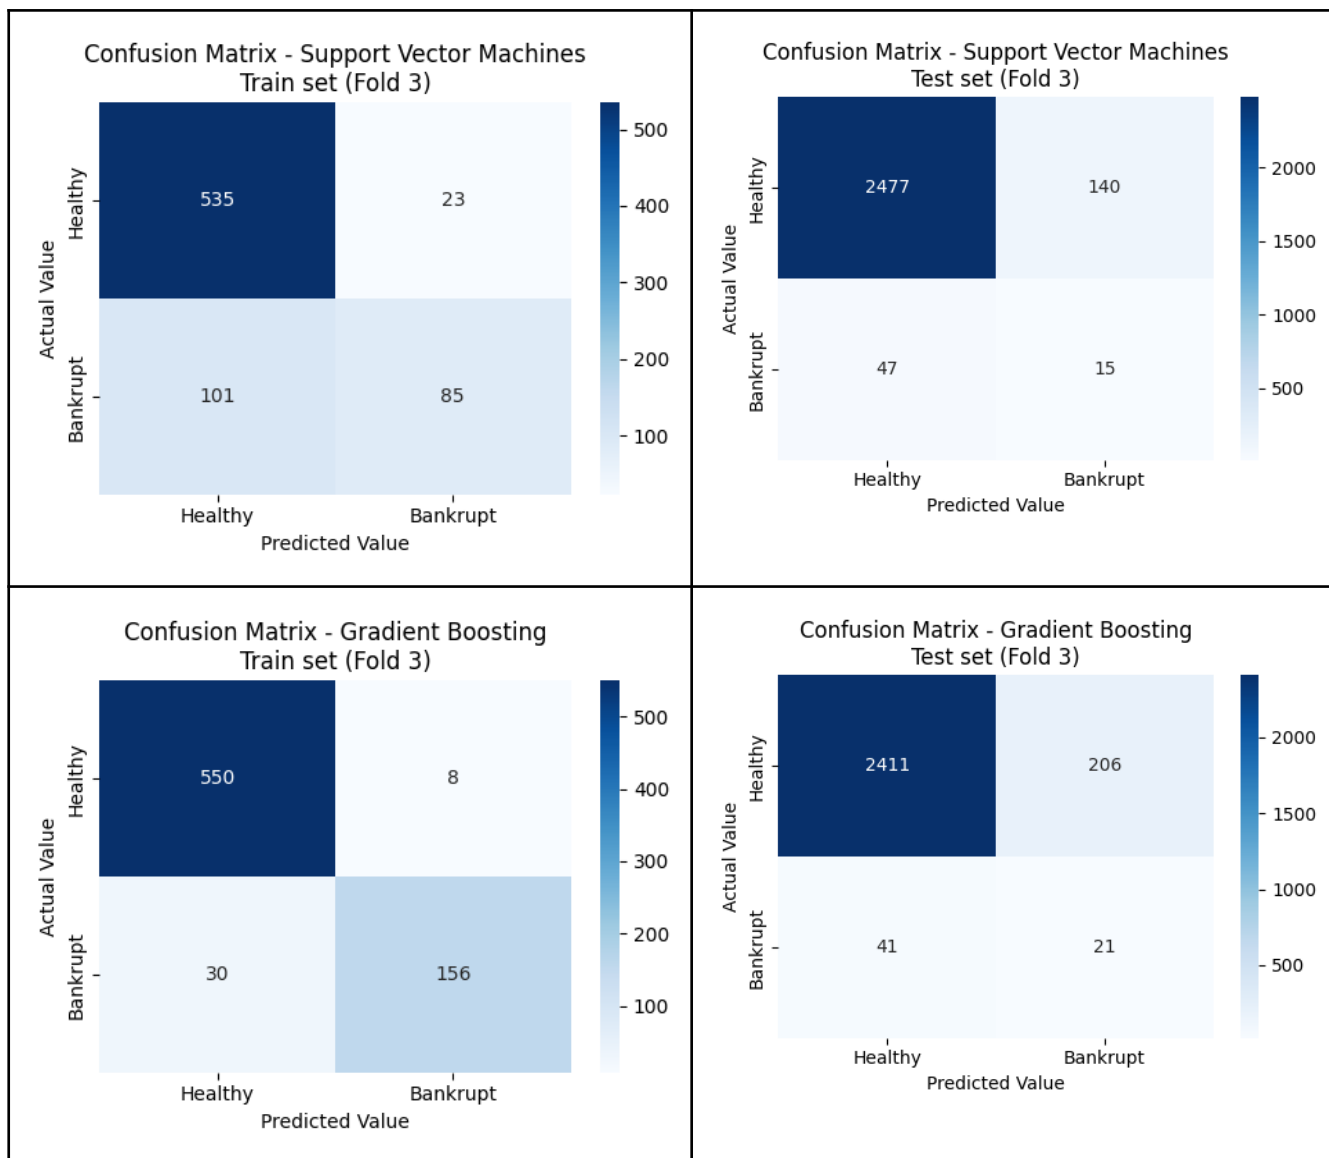 Confusion Matrix - Support Vector Machines
Train set (Fold 3)
Actual Value
Healthy
Bankrupt
535
23
101
85
500
400
300
200
100
Healthy
Bankrupt
Predicted Value
Confusion Matrix - Support Vector Machines
Test set (Fold 3)
Actual Value
Healthy
Bankrupt
2477
140
47
15
2000
1500
1000
500
Healthy
Bankrupt
Predicted Value
Confusion Matrix - Gradient Boosting
Train set (Fold 3)
Actual Value
Healthy
Bankrupt
550
8
30
156
500
400
300
200
100
Healthy
Bankrupt
Predicted Value
Confusion Matrix - Gradient Boosting
Test set (Fold 3)
Actual Value
Healthy
Bankrupt
2411
206
41
21
2000
1500
1000
500
Healthy
Bankrupt
Predicted Value